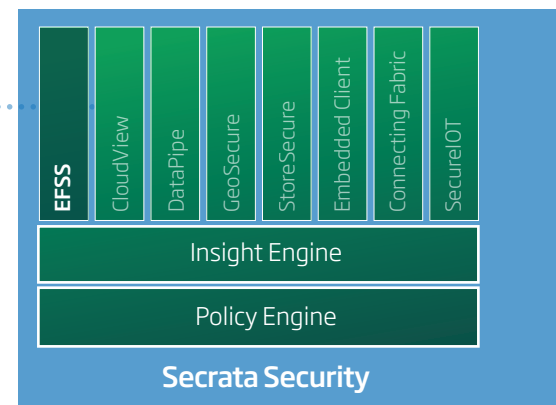 EFSS
CloudView
DataPipe
GeoSecure
StoreSecure
Embedded Client
Connecting Fabric
SecureIOT
Insight Engine
Policy Engine
Secrata Security